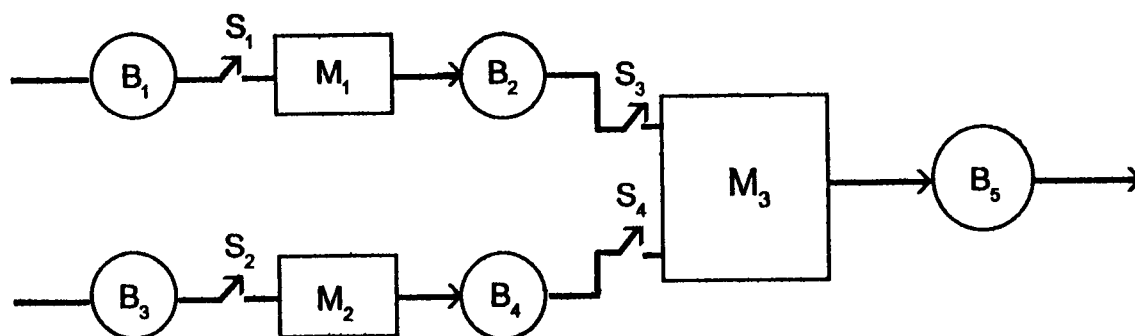 B₁ S₁ M₁ B₂ S₃
M₃ B₅
B₃ S₂ M₂ B₄ S₄